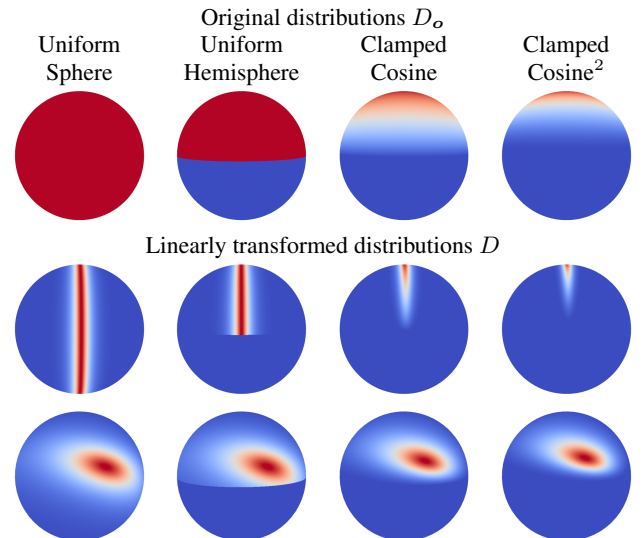 Original distributions D_o
Uniform Sphere
Uniform Hemisphere
Clamped Cosine
Clamped Cosine²
Linearly transformed distributions D